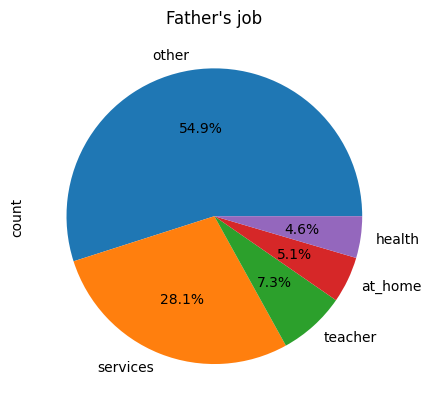 Father's job
other
54.9%
count
4.6%
health
5.1%
at_home
7.3%
teacher
28.1%
services